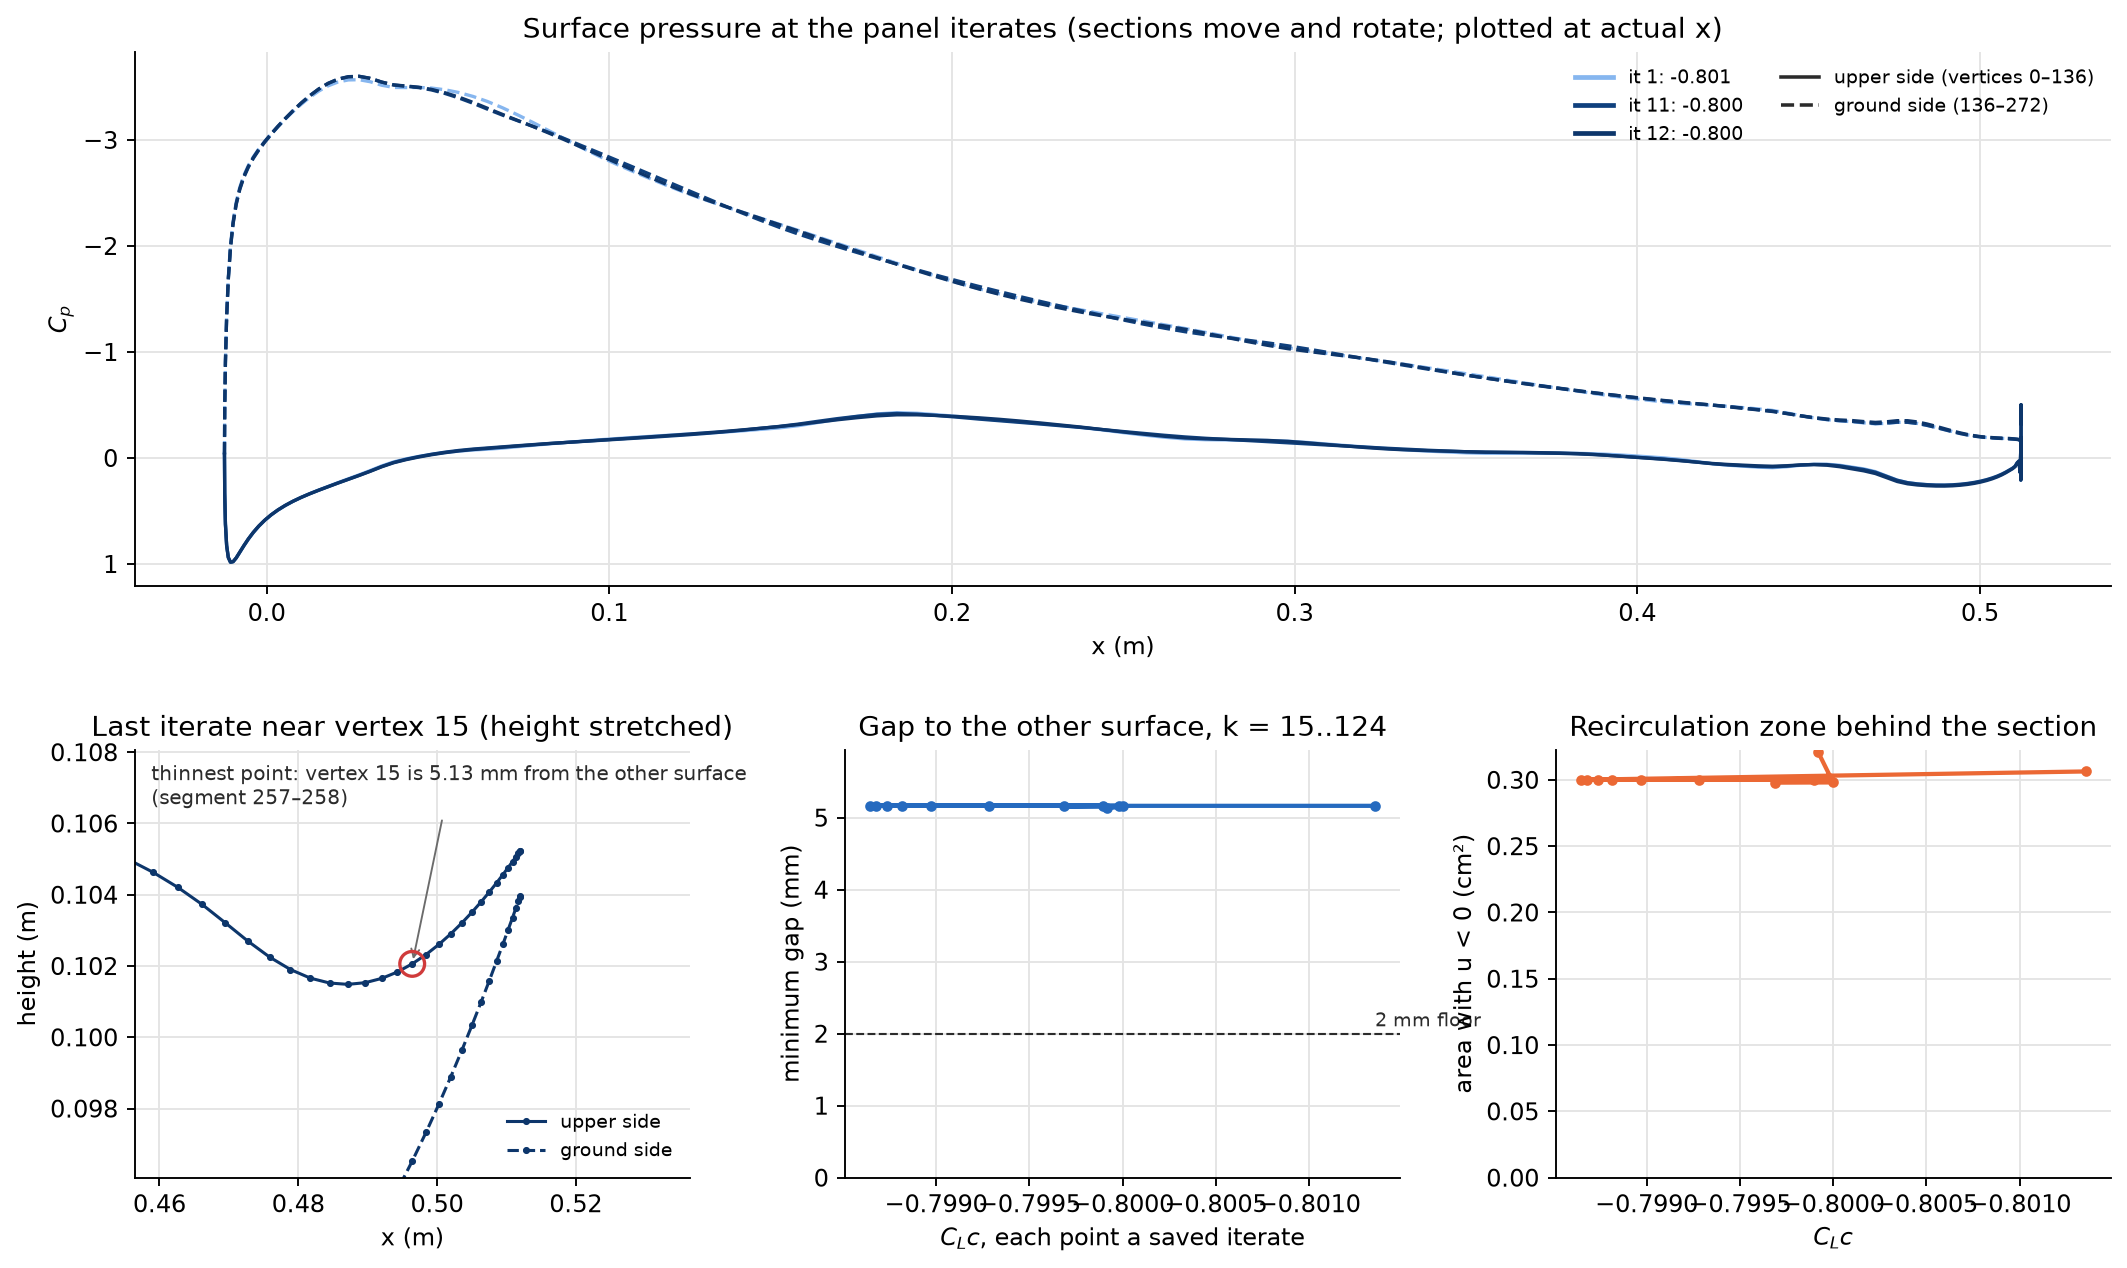 Surface pressure at the panel iterates (sections move and rotate; plotted at actual x)
it 1: -0.801
it 11: -0.800
it 12: -0.800
upper side (vertices 0–136)
ground side (136–272)
−3
−2
−1
0
1
C_p
0.0 0.1 0.2 0.3 0.4 0.5
x (m)
Last iterate near vertex 15 (height stretched)
thinnest point: vertex 15 is 5.13 mm from the other surface
(segment 257–258)
0.108
0.106
0.104
0.102
0.100
0.098
height (m)
upper side
ground side
0.46 0.48 0.50 0.52
x (m)
Gap to the other surface, k = 15..124
5
4
3
2
1
0
minimum gap (mm)
2 mm floor
−0.7990 −0.7995 −0.8000 −0.8005 −0.8010
C_L c, each point a saved iterate
Recirculation zone behind the section
0.30
0.25
0.20
0.15
0.10
0.05
0.00
area with u < 0 (cm²)
−0.7990 −0.7995 −0.8000 −0.8005 −0.8010
C_L c